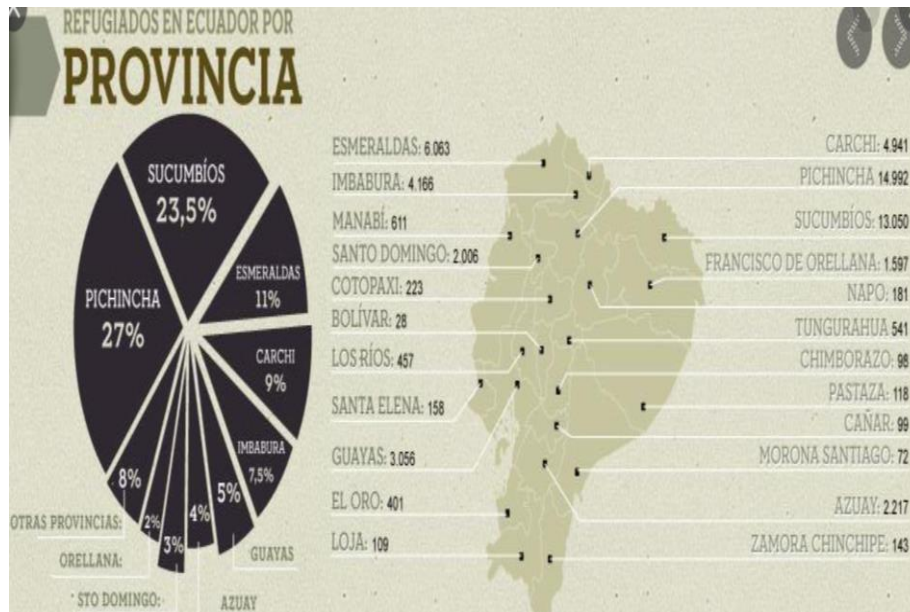 REFUGIADOS EN ECUADOR POR
PROVINCIA
SUCUMBÍOS
23,5%
ESMERALDAS
11%
PICHINCHA
27%
CARCHI
9%
IMBABURA
7,5%
8%
2%
3%
4%
5%
OTRAS PROVINCIAS:
ORELLANA:
STO DOMINGO:
AZUAY
GUAYAS
ESMERALDAS: 6.063
IMBABURA: 4.166
MANABÍ: 611
SANTO DOMINGO: 2,006
COTOPAXI: 223
BOLÍVAR: 28
LOS RÍOS: 457
SANTA ELENA: 158
GUAYAS: 3.056
EL ORO: 401
LOJA: 109
CARCHI: 4.941
PICHINCHA 14.992
SUCUMBÍOS: 13.050
FRANCISCO DE ORELLANA: 1.597
NAPO: 181
TUNGURAHUA 541
CHIMBORAZO: 98
PASTAZA: 118
CAÑAR: 99
MORONA SANTIAGO: 72
AZUAY: 2.217
ZAMORA CHINCHIPE: 143